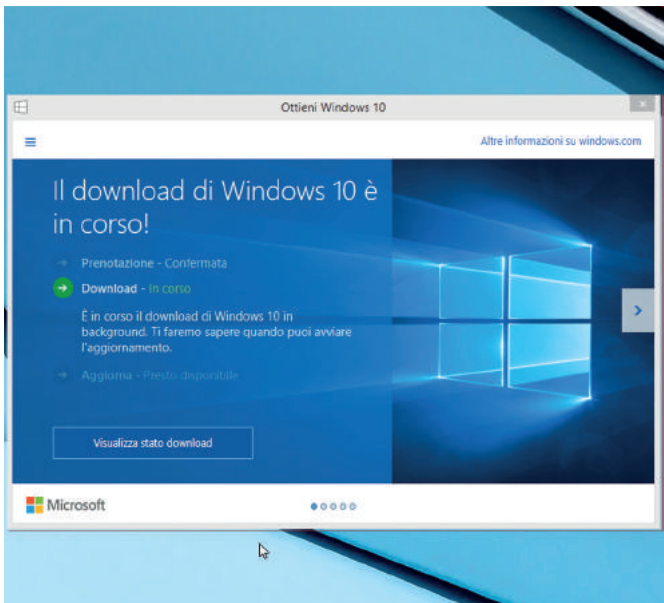 Ottieni Windows 10
Altre informazioni su windows.com
Il download di Windows 10 è
in corso!
Prenotazione - Confermata
Download - In corso
È in corso il download di Windows 10 in
background. Ti faremo sapere quando puoi avviare
l'aggiornamento.
Aggiorna - Presto disponibile
Visualizza stato download
Microsoft